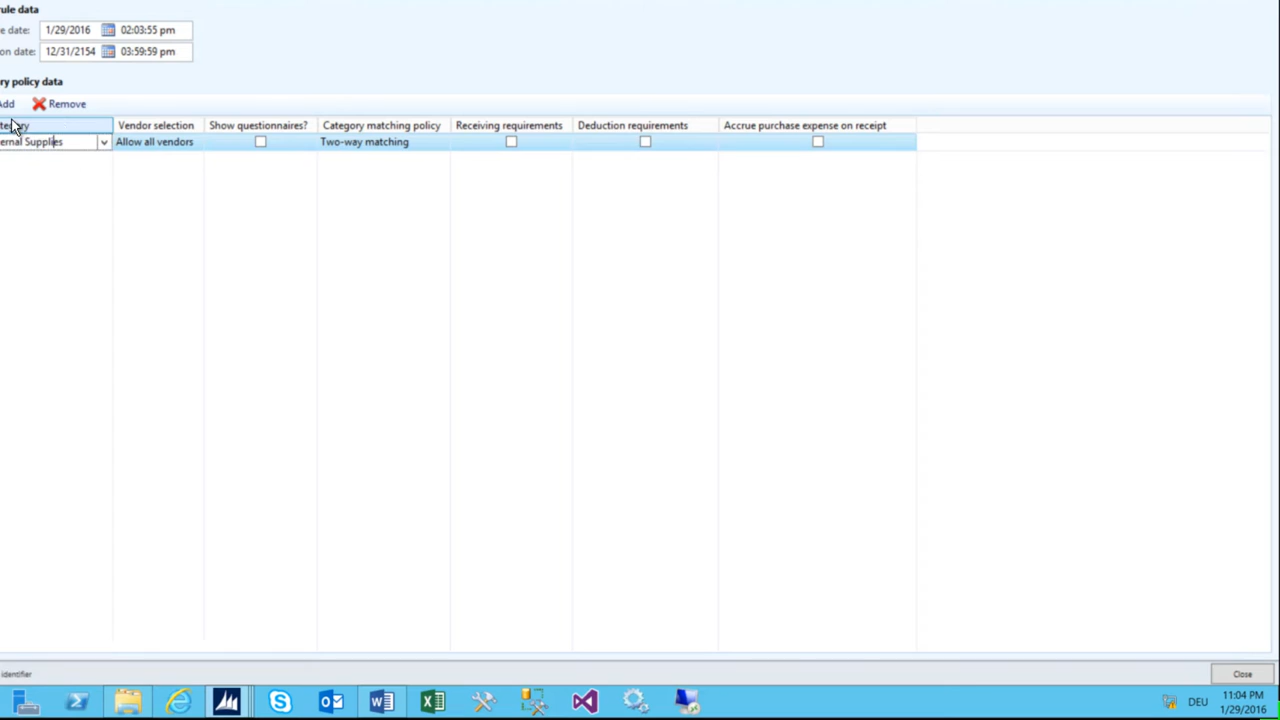 rule data
e date: 1/29/2016 02:03:55 pm
on date: 12/31/2154 03:59:59 pm
ry policy data
Add Remove
tegory Vendor selection Show questionnaires? Category matching policy Receiving requirements Deduction requirements Accrue purchase expense on receipt
ernal Supplies Allow all vendors Two-way matching
identifier Close
11:04 PM
DEU
1/29/2016